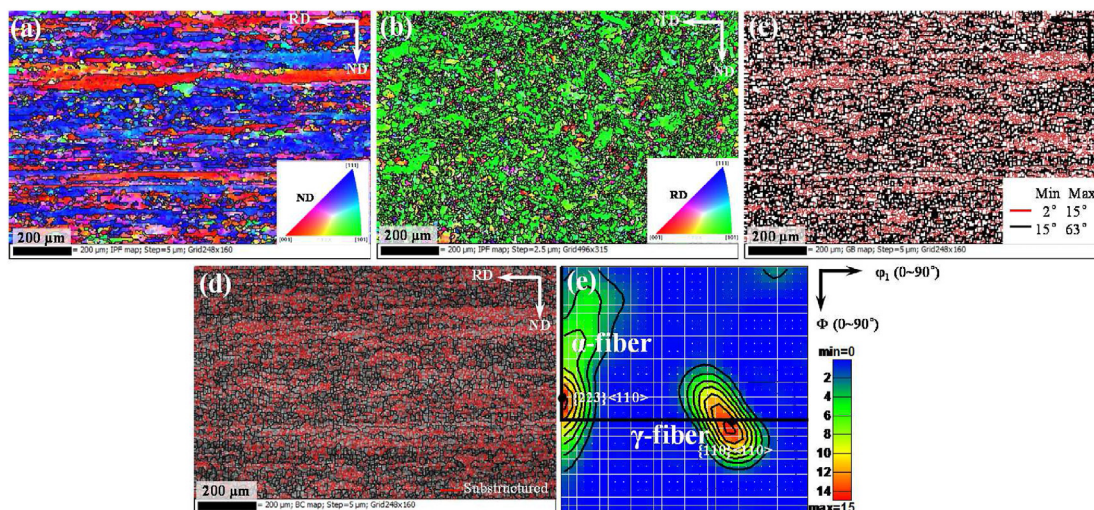 (a)
RD
ND
[111]
ND
[001]
[101]
200 μm
= 200 μm; IPF map; Step=5 μm; Grid248x160
(b)
TD
ND
[111]
RD
[001]
[101]
200 μm
= 200 μm; IPF map; Step=2.5 μm; Grid496x315
(c)
RD
Min Max
2° 15°
15° 63°
200 μm
= 200 μm; GB map; Step=5 μm; Grid248x160
(d)
RD
ND
200 μm
Substructured
= 200 μm; BC map; Step=5 μm; Grid248x160
(e)
α-fiber
{223}<110>
γ-fiber
φ₁ (0~90°)
Φ (0~90°)
min=0
2
4
6
8
10
12
14
max=15